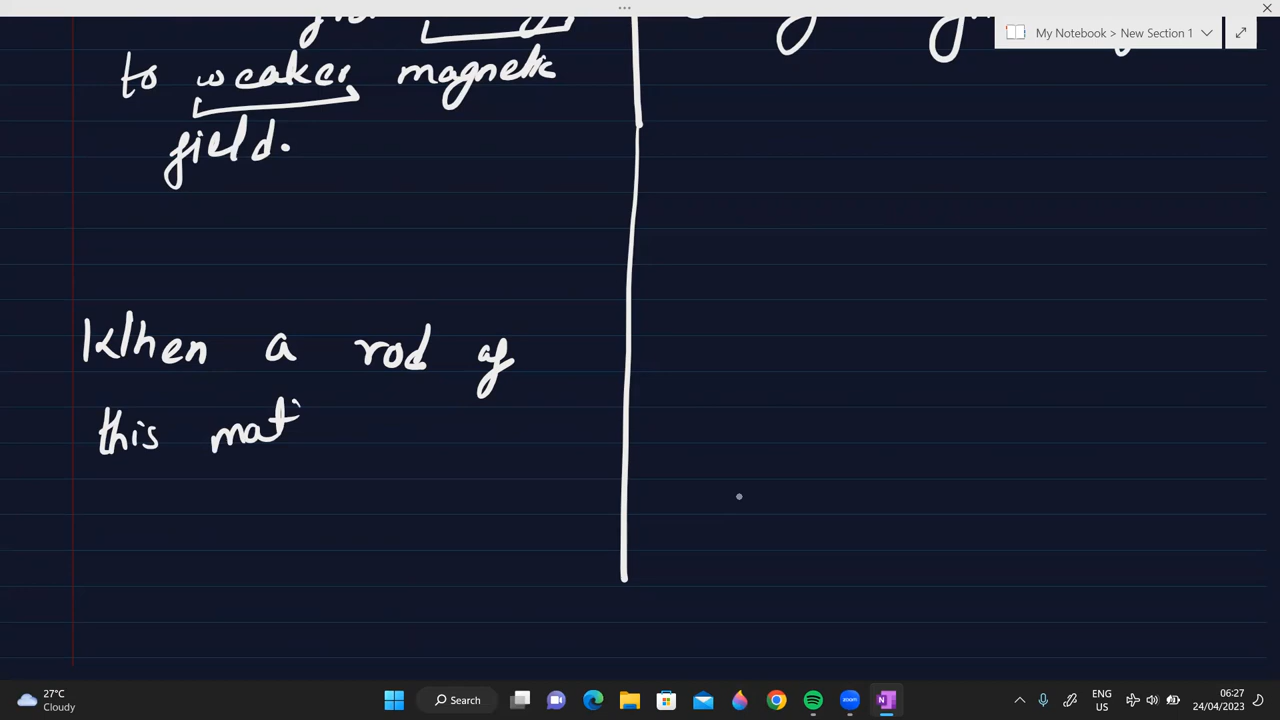 to weaker magnetic
field.
When a rod of
this mat
My Notebook > New Section 1
27°C
Cloudy
Search
ENG
US
06:27
24/04/2023